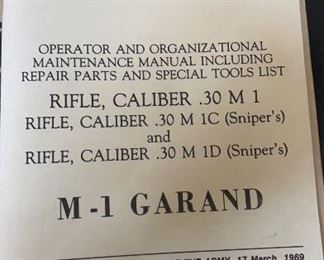 OPERATOR AND ORGANIZATIONAL
MAINTENANCE MANUAL INCLUDING
REPAIR PARTS AND SPECIAL TOOLS LIST
RIFLE, CALIBER .30 M 1
RIFLE, CALIBER .30 M 1C (Sniper's)
and
RIFLE, CALIBER .30 M 1D (Sniper's)
M-1 GARAND
ARMY, 17 March, 1969